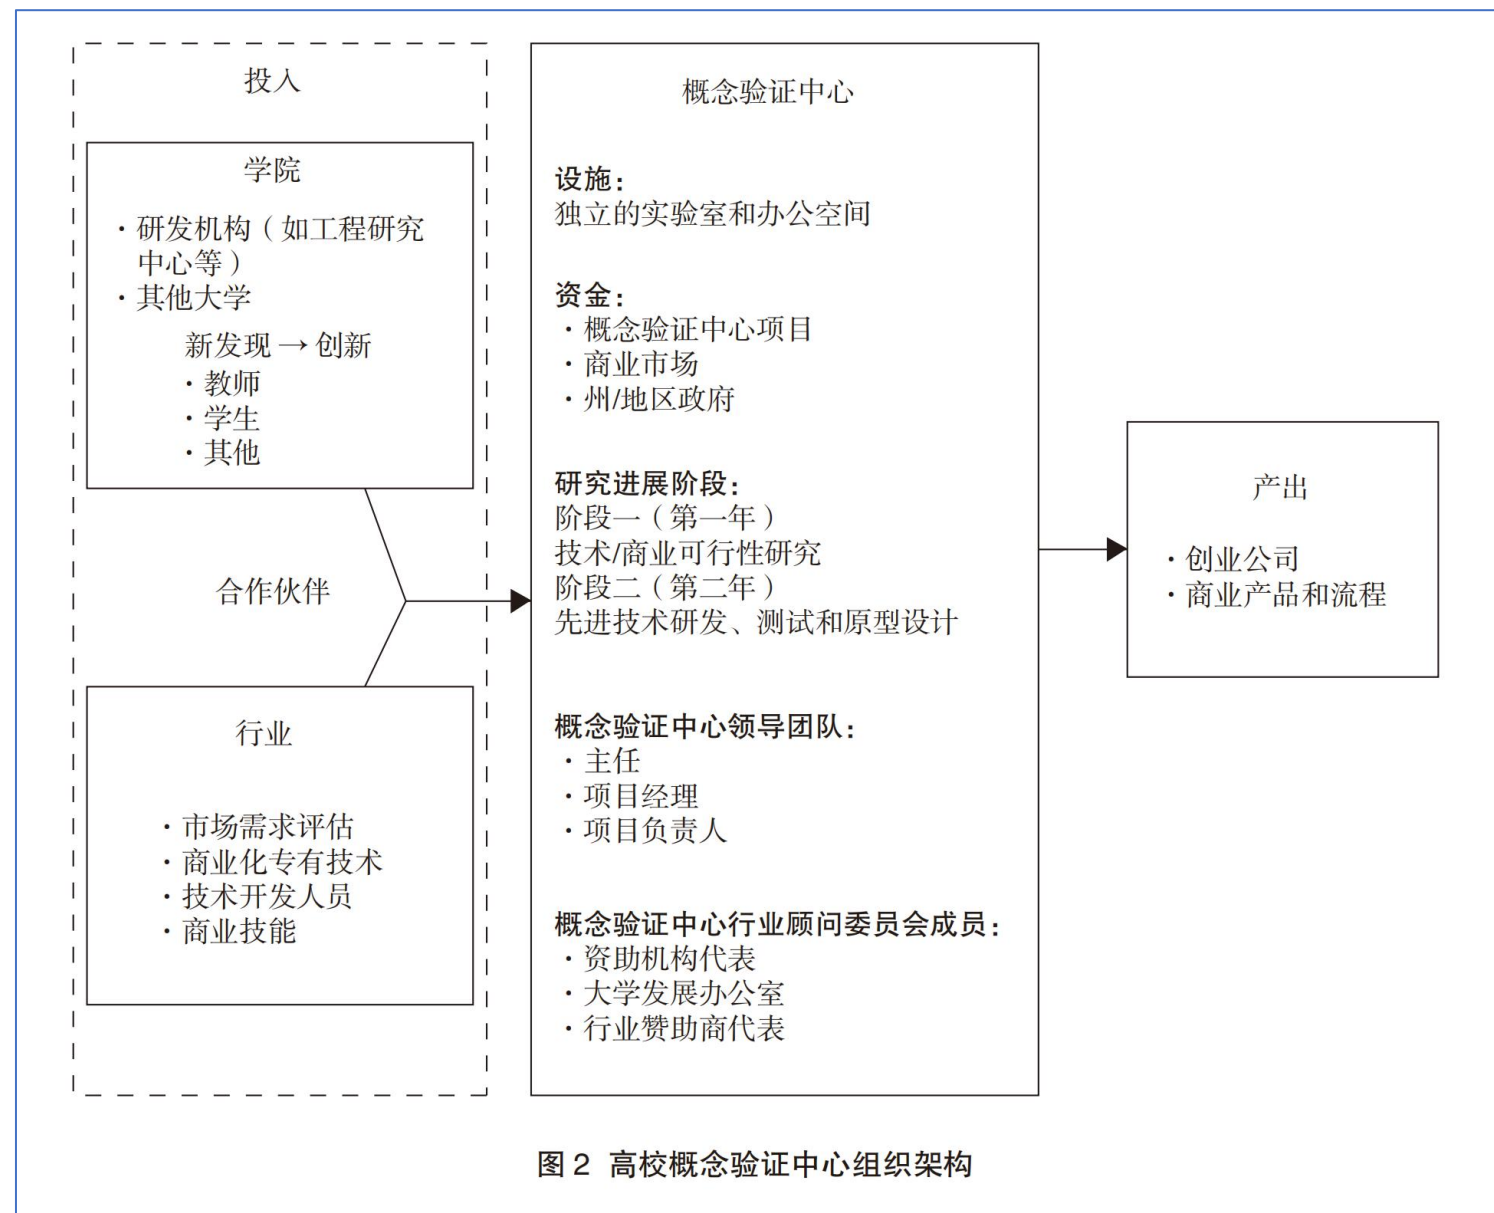 投入
学院
·研发机构（如工程研究
中心等）
·其他大学
新发现→创新
·教师
·学生
·其他
合作伙伴
行业
·市场需求评估
·商业化专有技术
·技术开发人员
·商业技能
概念验证中心
设施：
独立的实验室和办公空间
资金：
·概念验证中心项目
·商业市场
·州/地区政府
研究进展阶段：
阶段一（第一年）
技术/商业可行性研究
阶段二（第二年）
先进技术研发、测试和原型设计
概念验证中心领导团队：
·主任
·项目经理
·项目负责人
概念验证中心行业顾问委员会成员：
·资助机构代表
·大学发展办公室
·行业赞助商代表
产出
·创业公司
·商业产品和流程
图 2 高校概念验证中心组织架构